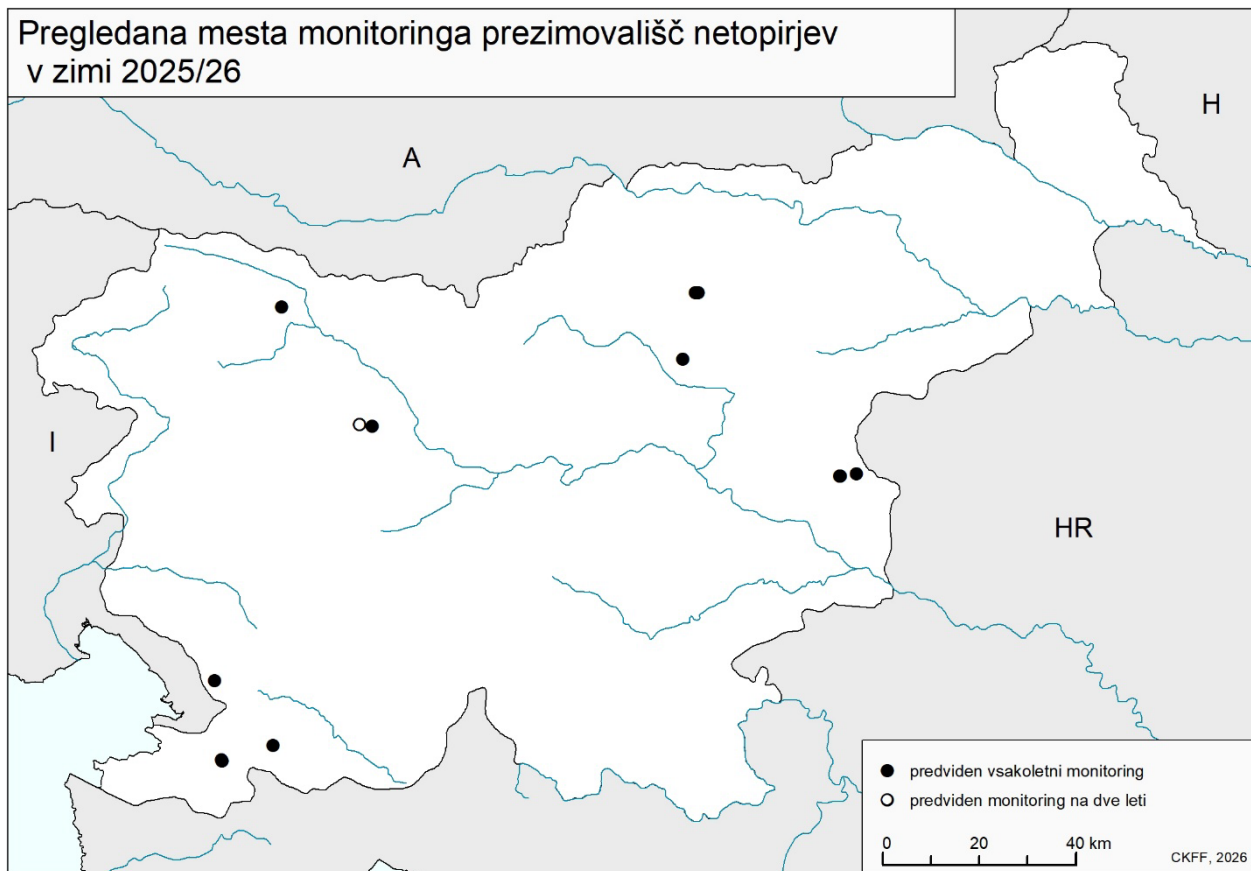 Pregledana mesta monitoringa prezimovališč netopirjev
v zimi 2025/26
H
A
I
HR
predviden vsakoletni monitoring
predviden monitoring na dve leti
0 20 40 km
CKFF, 2026